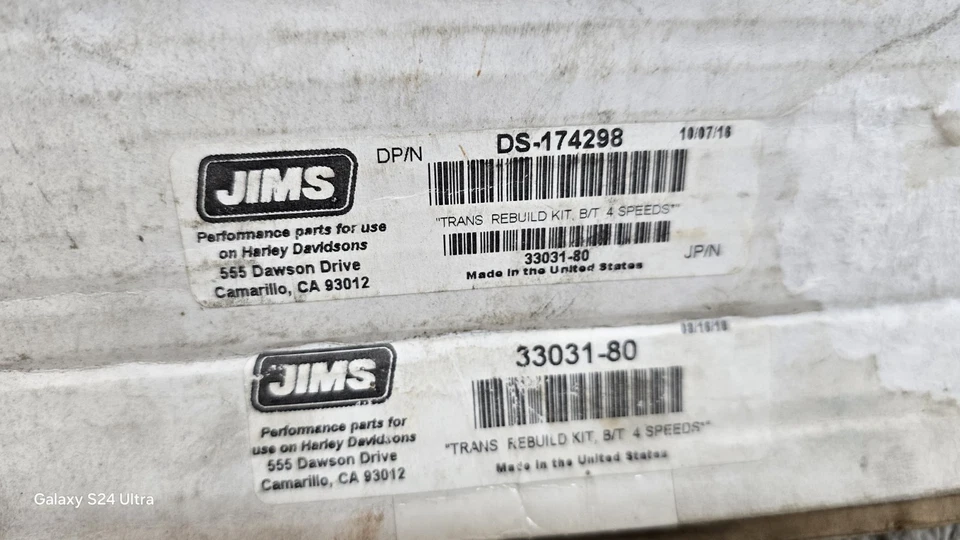 JIMS
Performance parts for use
on Harley Davidsons
555 Dawson Drive
Camarillo, CA 93012
DP/N
DS-174298
10/07/16
"TRANS REBUILD KIT, B/T 4 SPEEDS*"
33031-80
JP/N
Made in the United States
JIMS
Performance parts for
use on Harley Davidsons
555 Dawson Drive
Camarillo, CA 93012
33031-80
"TRANS REBUILD KIT, B/T 4 SPEEDS*"
Made in the United States
Galaxy S24 Ultra